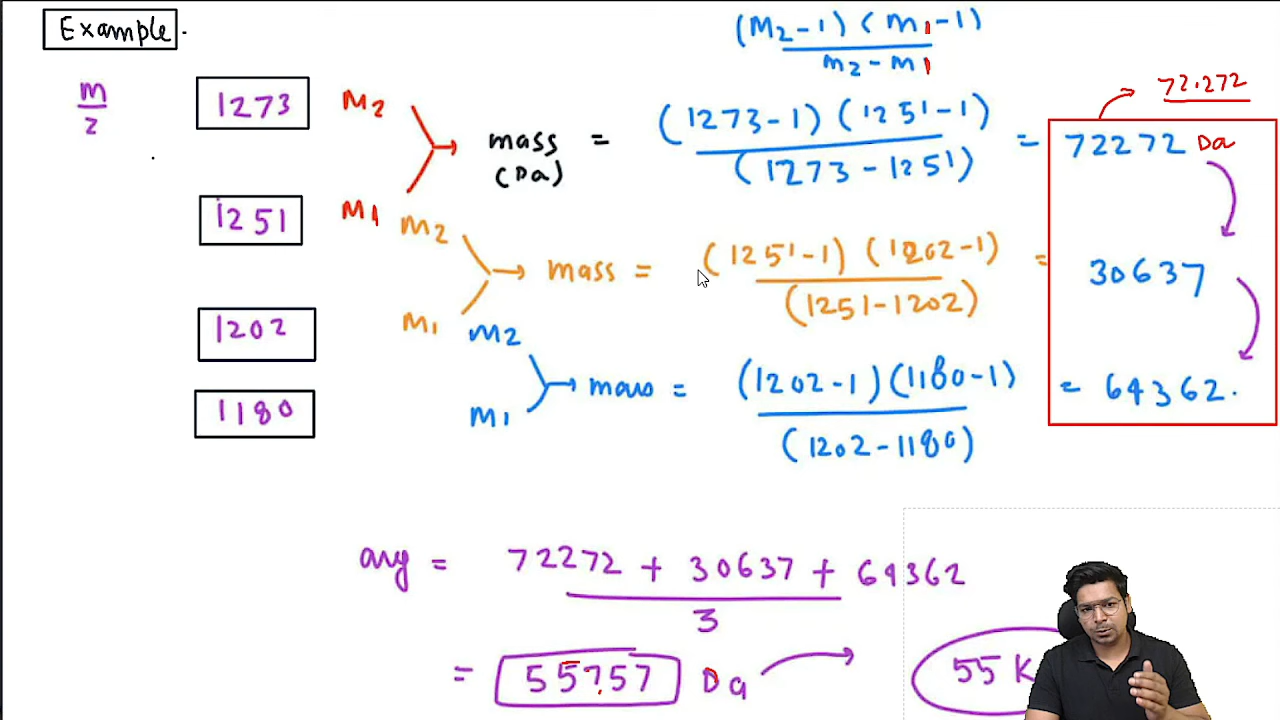 Example.
(M2-1) (m1-1)
m2-m1
m
z
1273
M2
mass
(Da)
=
(1273-1) (1251-1)
(1273-1251)
= 72272 Da
72.272
1251
M1
M2
mass =
(1251-1) (1202-1)
(1251-1202)
=
30637
1202
M1
M2
mass =
(1202-1) (1180-1)
(1202-1180)
= 64362.
1180
M1
avg = 72272 + 30637 + 64362
3
= 55757 Da
55 K